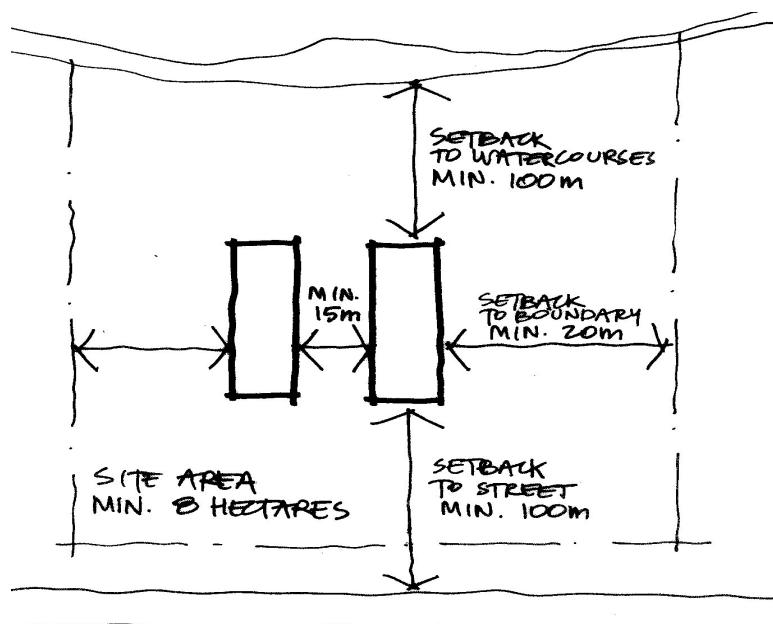 SETBACK
TO WATERCOURSES
MIN. 100m
MIN.
15m
SETBACK
TO BOUNDARY
MIN. 20m
SITE AREA
MIN. 8 HECTARES
SETBACK
TO STREET
MIN. 100m